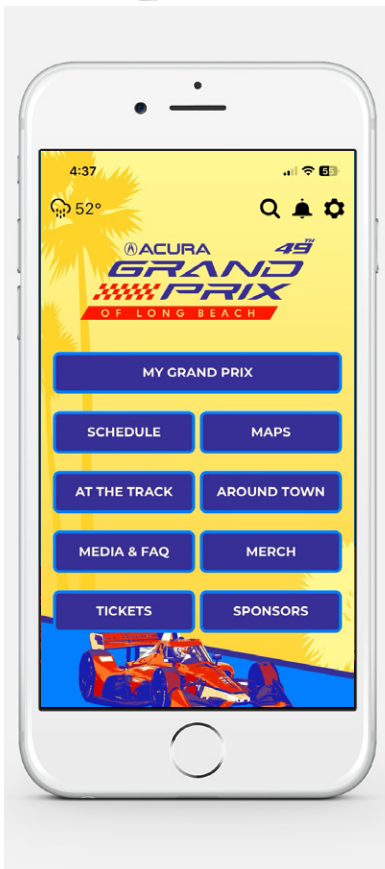 4:37
52°
ACURA 49TH
GRAND
PRIX
OF LONG BEACH
MY GRAND PRIX
SCHEDULE
MAPS
AT THE TRACK
AROUND TOWN
MEDIA & FAQ
MERCH
TICKETS
SPONSORS